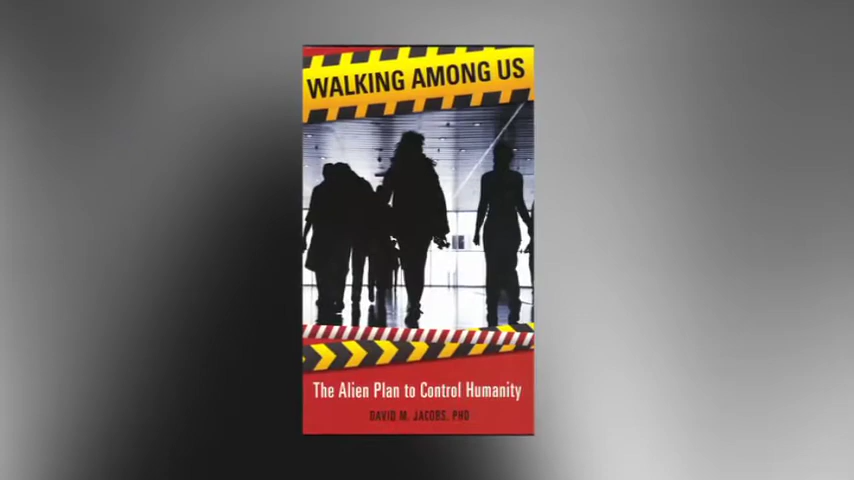 WALKING AMONG US
The Alien Plan to Control Humanity
DAVID M. JACOBS, PHD